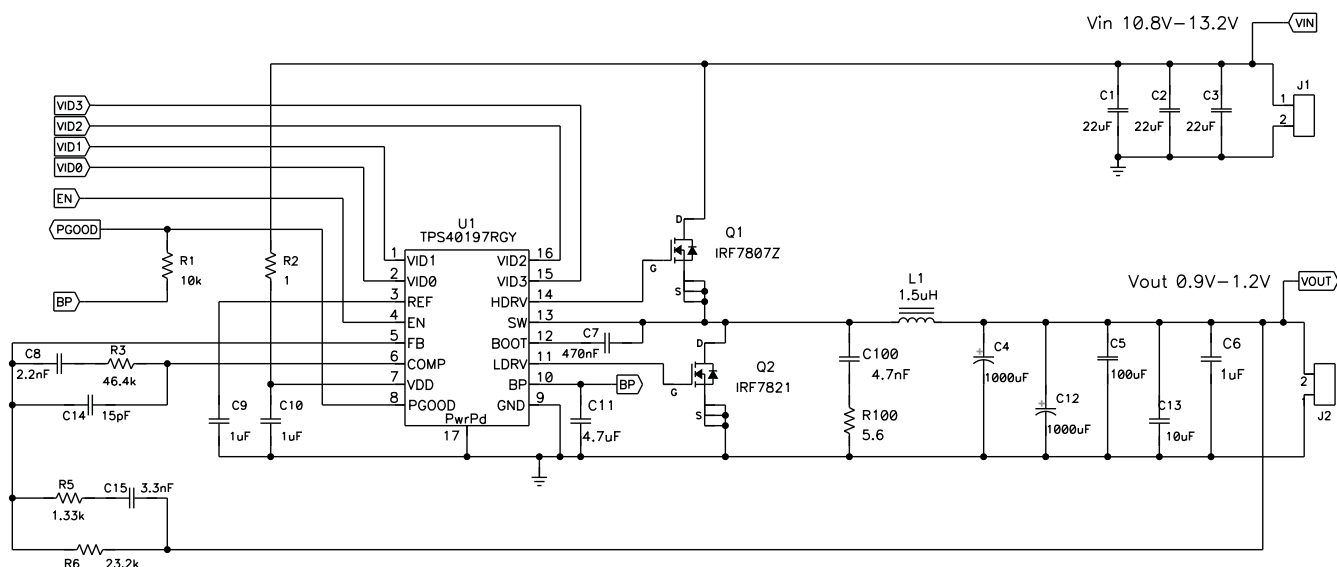 Vin 10.8V-13.2V
VIN
J1
1
2
C1
22uF
C2
22uF
C3
22uF
VID3
VID2
VID1
VID0
EN
PGOOD
R1
10k
BP
R2
1
U1
TPS40197RGY
1 VID1
2 VID0
3 REF
4 EN
5 FB
6 COMP
7 VDD
8 PGOOD
VID2 16
VID3 15
HDRV 14
SW 13
BOOT 12
LDRV 11
BP 10
GND 9
PwrPd
17
D
G
S
Q1
IRF7807Z
D
G
S
Q2
IRF7821
C7
470nF
BP
C11
4.7uF
C8
2.2nF
R3
46.4k
C14
15pF
C9
1uF
C10
1uF
L1
1.5uH
Vout 0.9V-1.2V
VOUT
C100
4.7nF
R100
5.6
C4
1000uF
C12
1000uF
C5
100uF
C13
10uF
C6
1uF
2
1
J2
R5
1.33k
C15
3.3nF
R6
23.2k